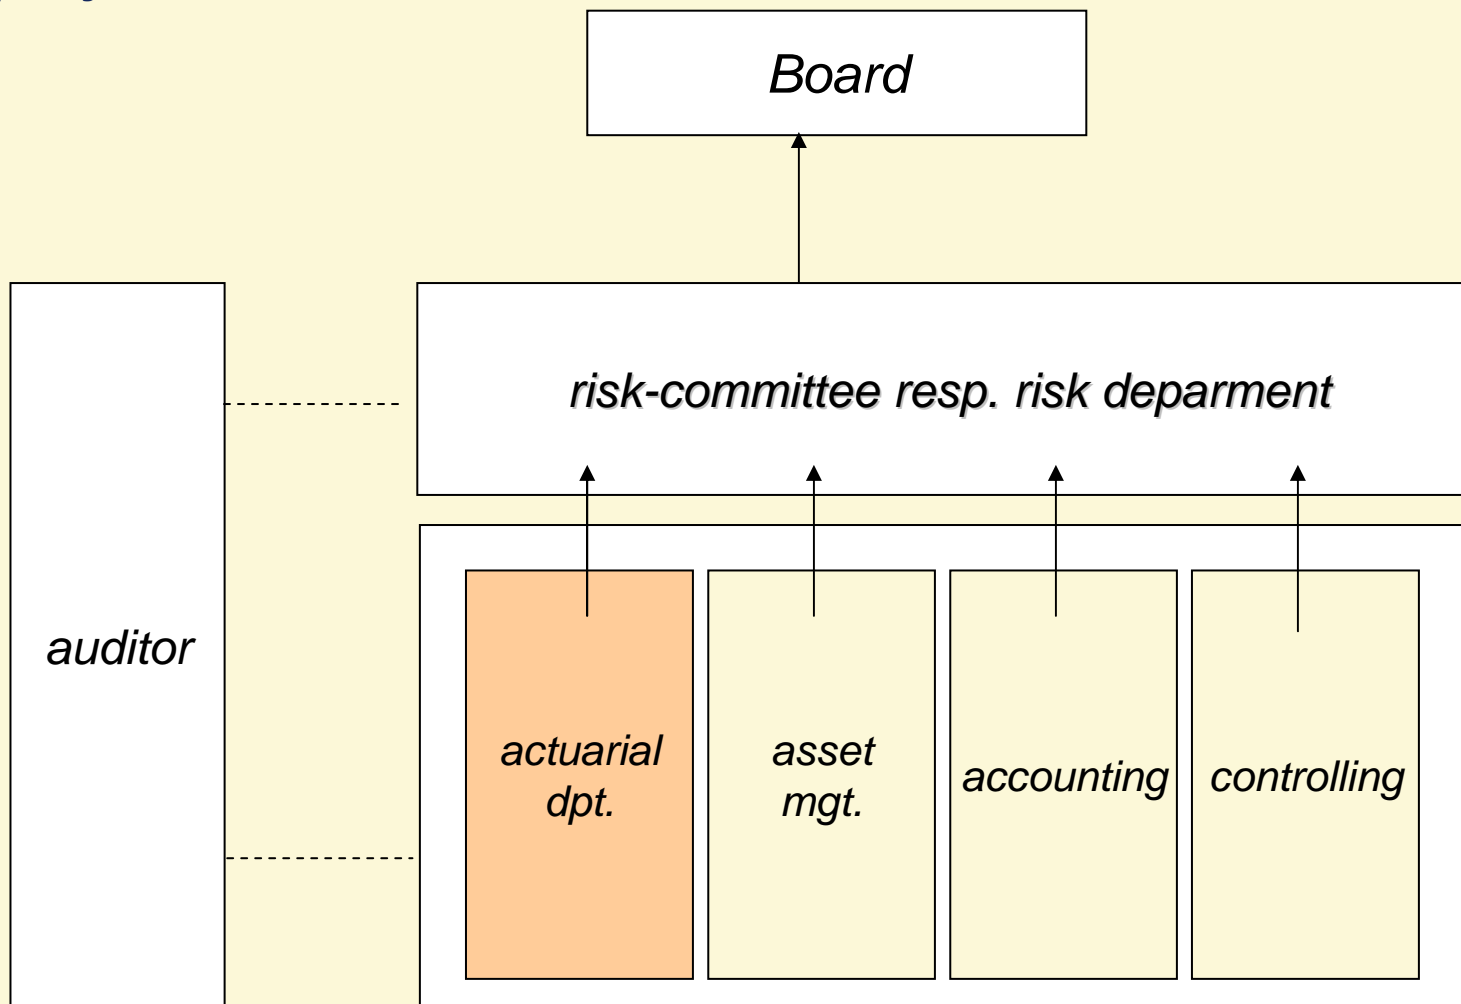 Board
risk-committee resp. risk deparment
auditor
actuarial
dpt.
asset
mgt.
accounting
controlling